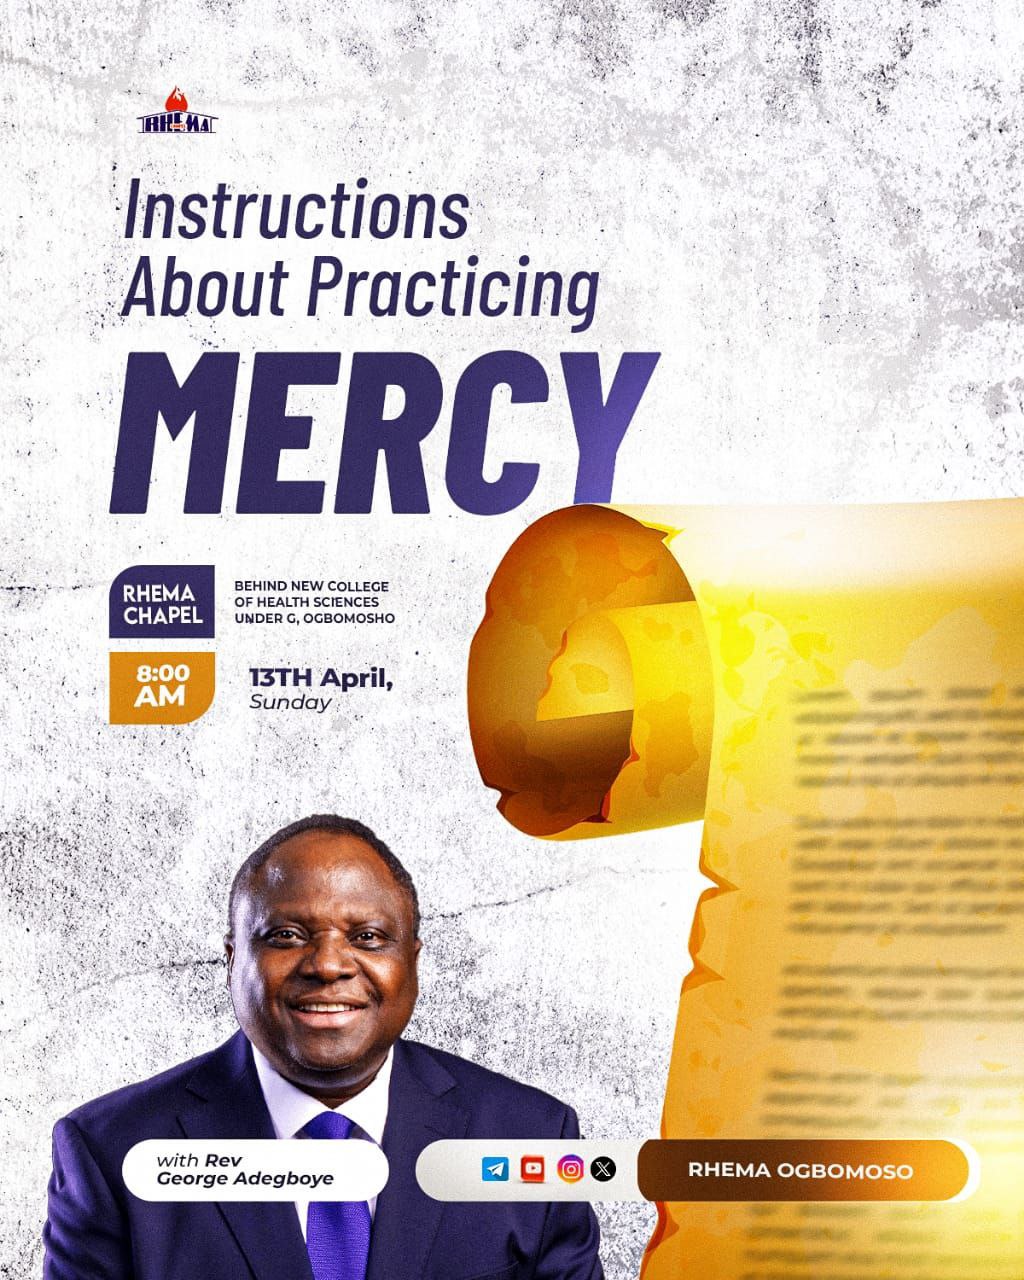 RHEMA
Instructions
About Practicing
MERCY
RHEMA
CHAPEL
BEHIND NEW COLLEGE
OF HEALTH SCIENCES
UNDER G, OGBOMOSHO
8:00
AM
13TH April,
Sunday
with Rev
George Adegboye
RHEMA OGBOMOSO